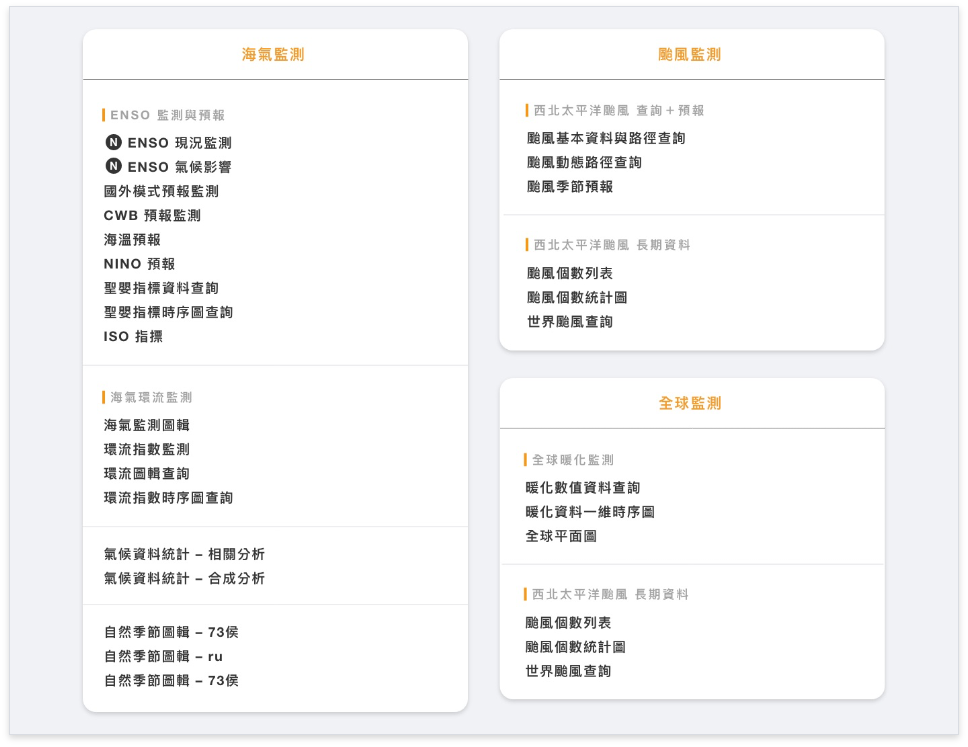 海氣監測
ENSO 監測與預報
N ENSO 現況監測
N ENSO 氣候影響
國外模式預報監測
CWB 預報監測
海溫預報
NINO 預報
聖嬰指標資料查詢
聖嬰指標時序圖查詢
ISO 指標
海氣環流監測
海氣監測圖輯
環流指數監測
環流圖輯查詢
環流指數時序圖查詢
氣候資料統計 – 相關分析
氣候資料統計 – 合成分析
自然季節圖輯 – 73侯
自然季節圖輯 – ru
自然季節圖輯 – 73侯
颱風監測
西北太平洋颱風 查詢＋預報
颱風基本資料與路徑查詢
颱風動態路徑查詢
颱風季節預報
西北太平洋颱風 長期資料
颱風個數列表
颱風個數統計圖
世界颱風查詢
全球監測
全球暖化監測
暖化數值資料查詢
暖化資料一維時序圖
全球平面圖
西北太平洋颱風 長期資料
颱風個數列表
颱風個數統計圖
世界颱風查詢